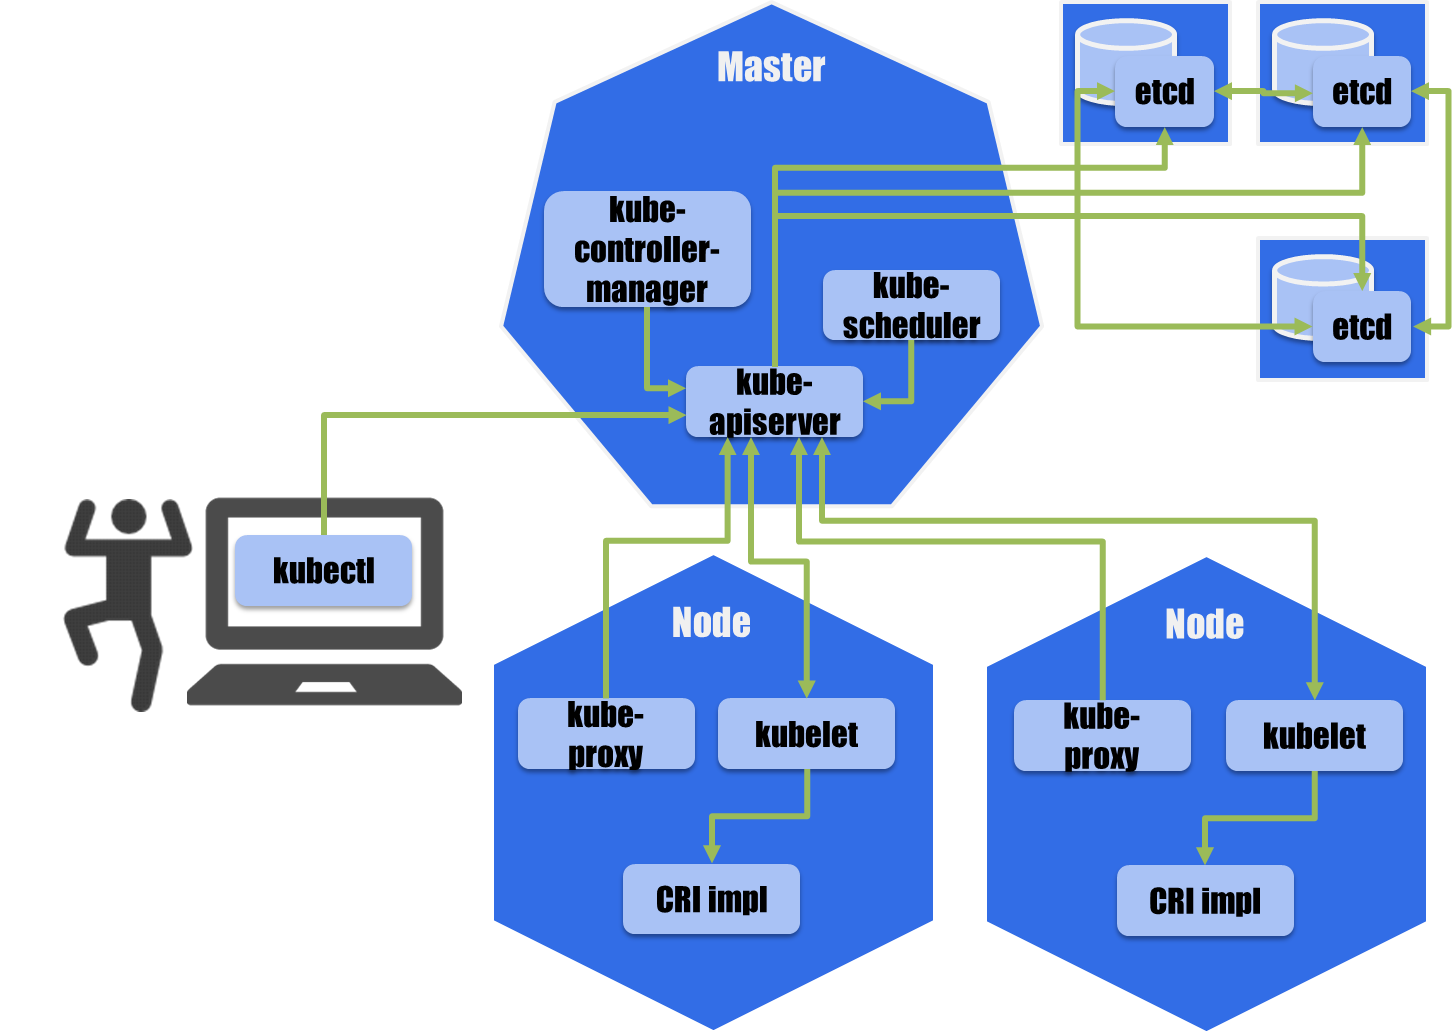 Master
etcd
etcd
kube-
controller-
manager
kube-
scheduler
etcd
kube-
apiserver
kubectl
Node
Node
kube-
proxy
kubelet
kube-
proxy
kubelet
CRI impl
CRI impl